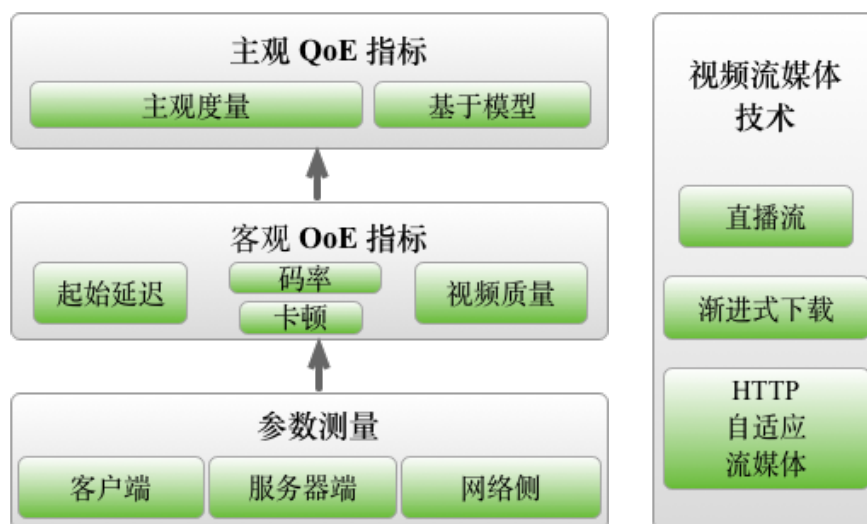 主观 QoE 指标
主观度量
基于模型
客观 OoE 指标
起始延迟
码率
卡顿
视频质量
参数测量
客户端
服务器端
网络侧
视频流媒体
技术
直播流
渐进式下载
HTTP
自适应
流媒体